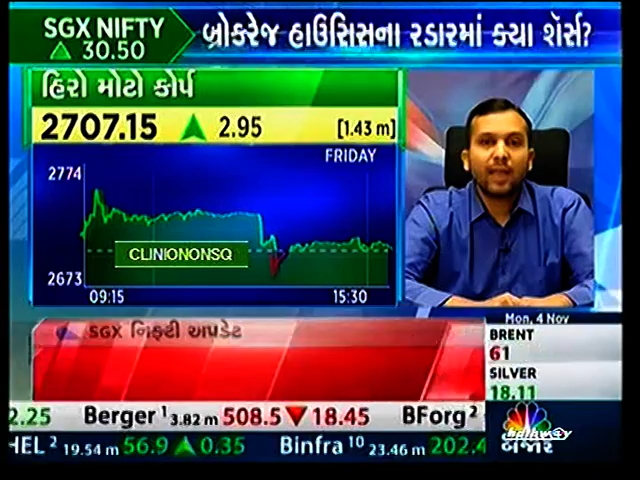 SGX NIFTY
▲ 30.50
બ્રોકરેજ હાઉસિસના રડારમાં ક્યા શૅર્સ?
હિરો મોટો કોર્પ
2707.15 ▲ 2.95 [1.43 m]
FRIDAY
2774
2673
CLINIONONSQ
09:15 15:30
Mon, 4 Nov
SGX નિફ્ટી અપડેટ
BRENT
61
SILVER
18.11
2.25 Berger 1 3.82 m 508.5 ▼ 18.45 BForg 2
HEL 2 19.54 m 56.9 ▲ 0.35 Binfra 10 23.46 m 202.4
hathway
બજાર